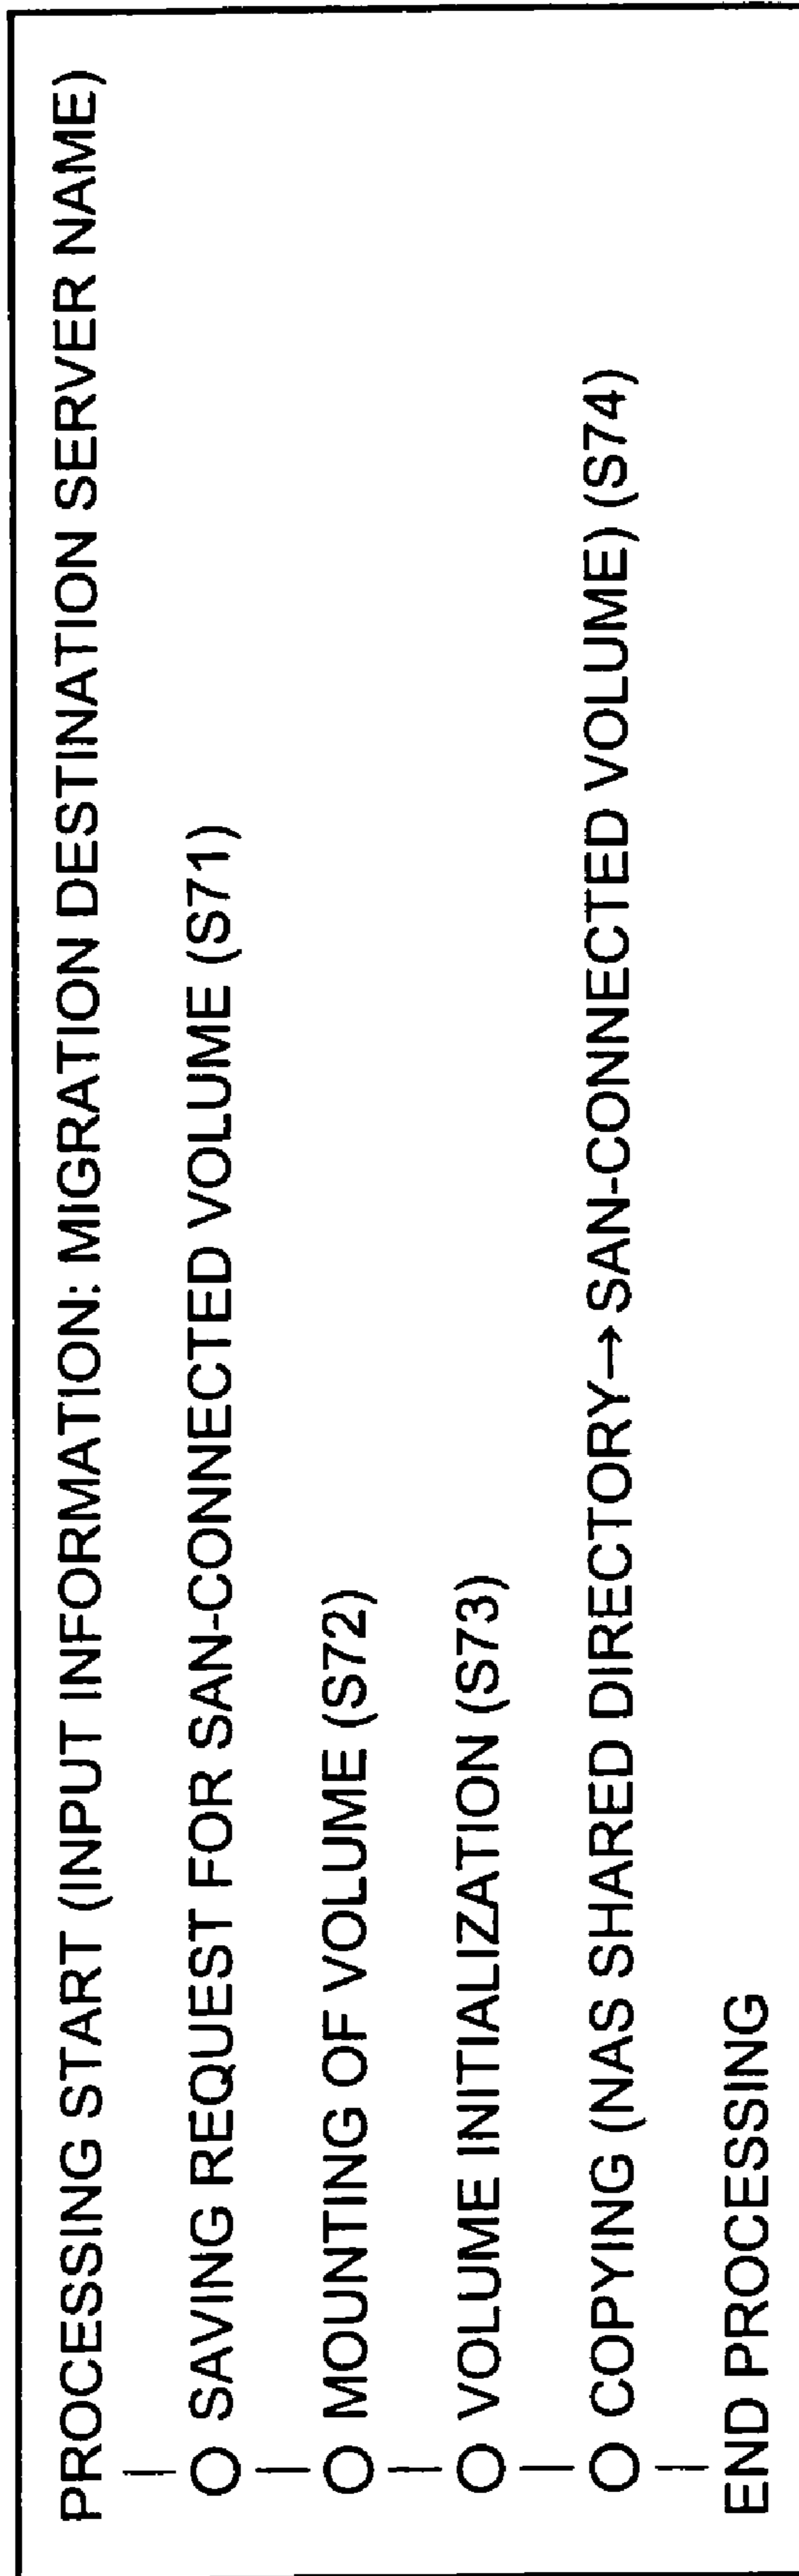 PROCESSING START (INPUT INFORMATION: MIGRATION DESTINATION SERVER NAME)
SAVING REQUEST FOR SAN-CONNECTED VOLUME (S71)
MOUNTING OF VOLUME (S72)
VOLUME INITIALIZATION (S73)
COPYING (NAS SHARED DIRECTORY→SAN-CONNECTED VOLUME) (S74)
END PROCESSING